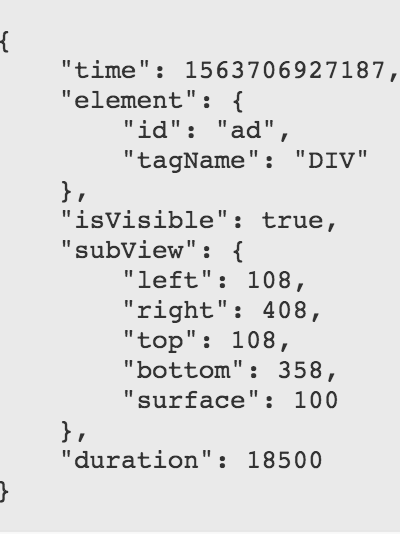 {
    "time": 1563706927187,
    "element": {
        "id": "ad",
        "tagName": "DIV"
    },
    "isVisible": true,
    "subView": {
        "left": 108,
        "right": 408,
        "top": 108,
        "bottom": 358,
        "surface": 100
    },
    "duration": 18500
}